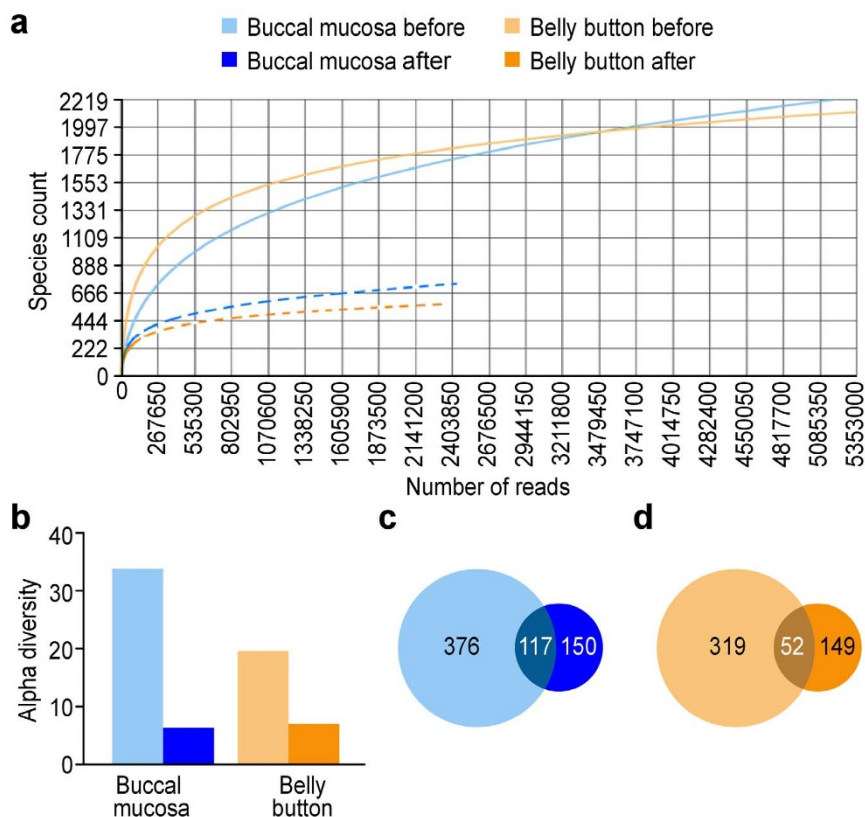 a
Buccal mucosa before
Belly button before
Buccal mucosa after
Belly button after
Species count
2219
1997
1775
1553
1331
1109
888
666
444
222
0
0
267650
535300
802950
1070600
1338250
1605900
1873500
2141200
2403850
2676500
2944150
3211800
3479450
3747100
4014750
4282400
4550050
4817700
5085350
5353000
Number of reads
b
Alpha diversity
40
30
20
10
0
Buccal
mucosa
Belly
button
c
376
117
150
d
319
52
149